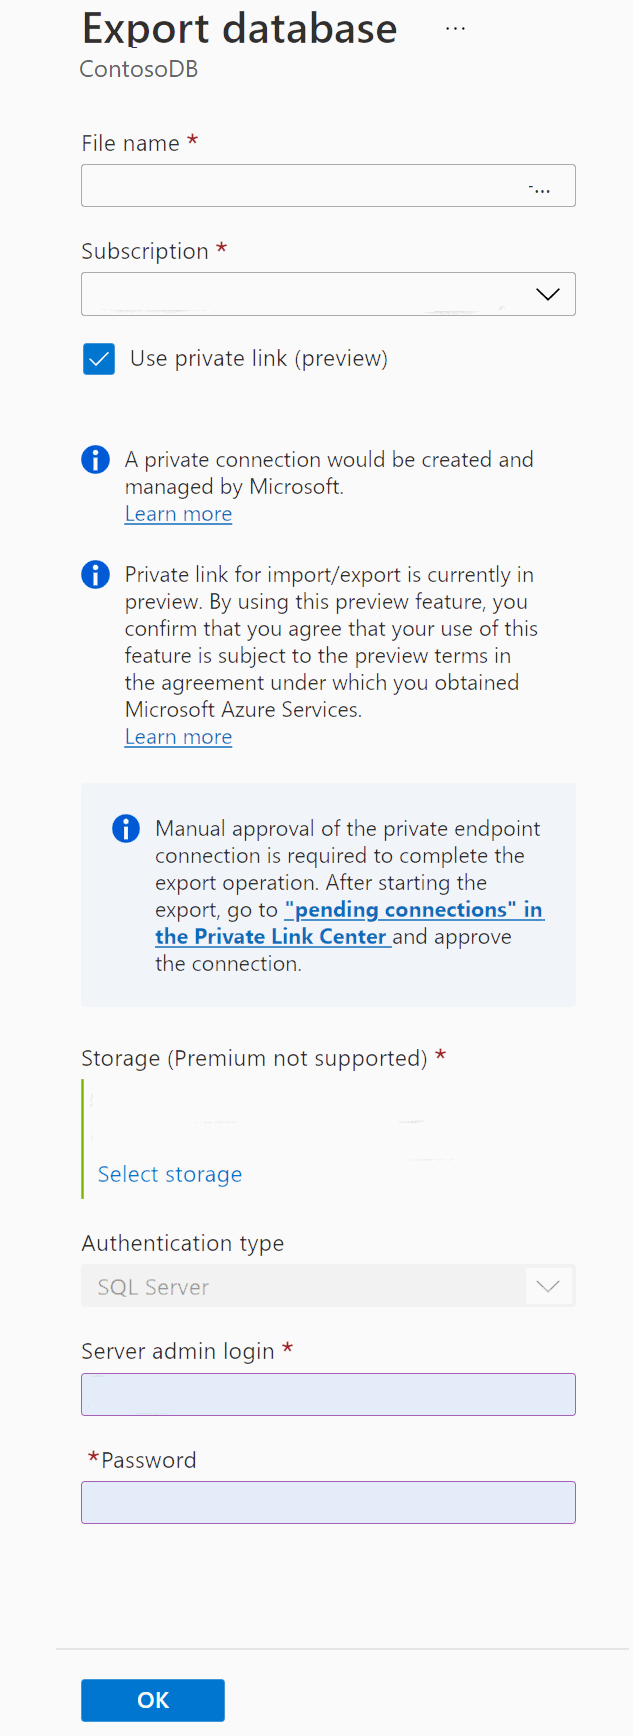 Export database ...
ContosoDB
File name *
-...
Subscription *
Use private link (preview)
A private connection would be created and
managed by Microsoft.
Learn more
Private link for import/export is currently in
preview. By using this preview feature, you
confirm that you agree that your use of this
feature is subject to the preview terms in
the agreement under which you obtained
Microsoft Azure Services.
Learn more
Manual approval of the private endpoint
connection is required to complete the
export operation. After starting the
export, go to "pending connections" in
the Private Link Center and approve
the connection.
Storage (Premium not supported) *
Select storage
Authentication type
SQL Server
Server admin login *
*Password
OK